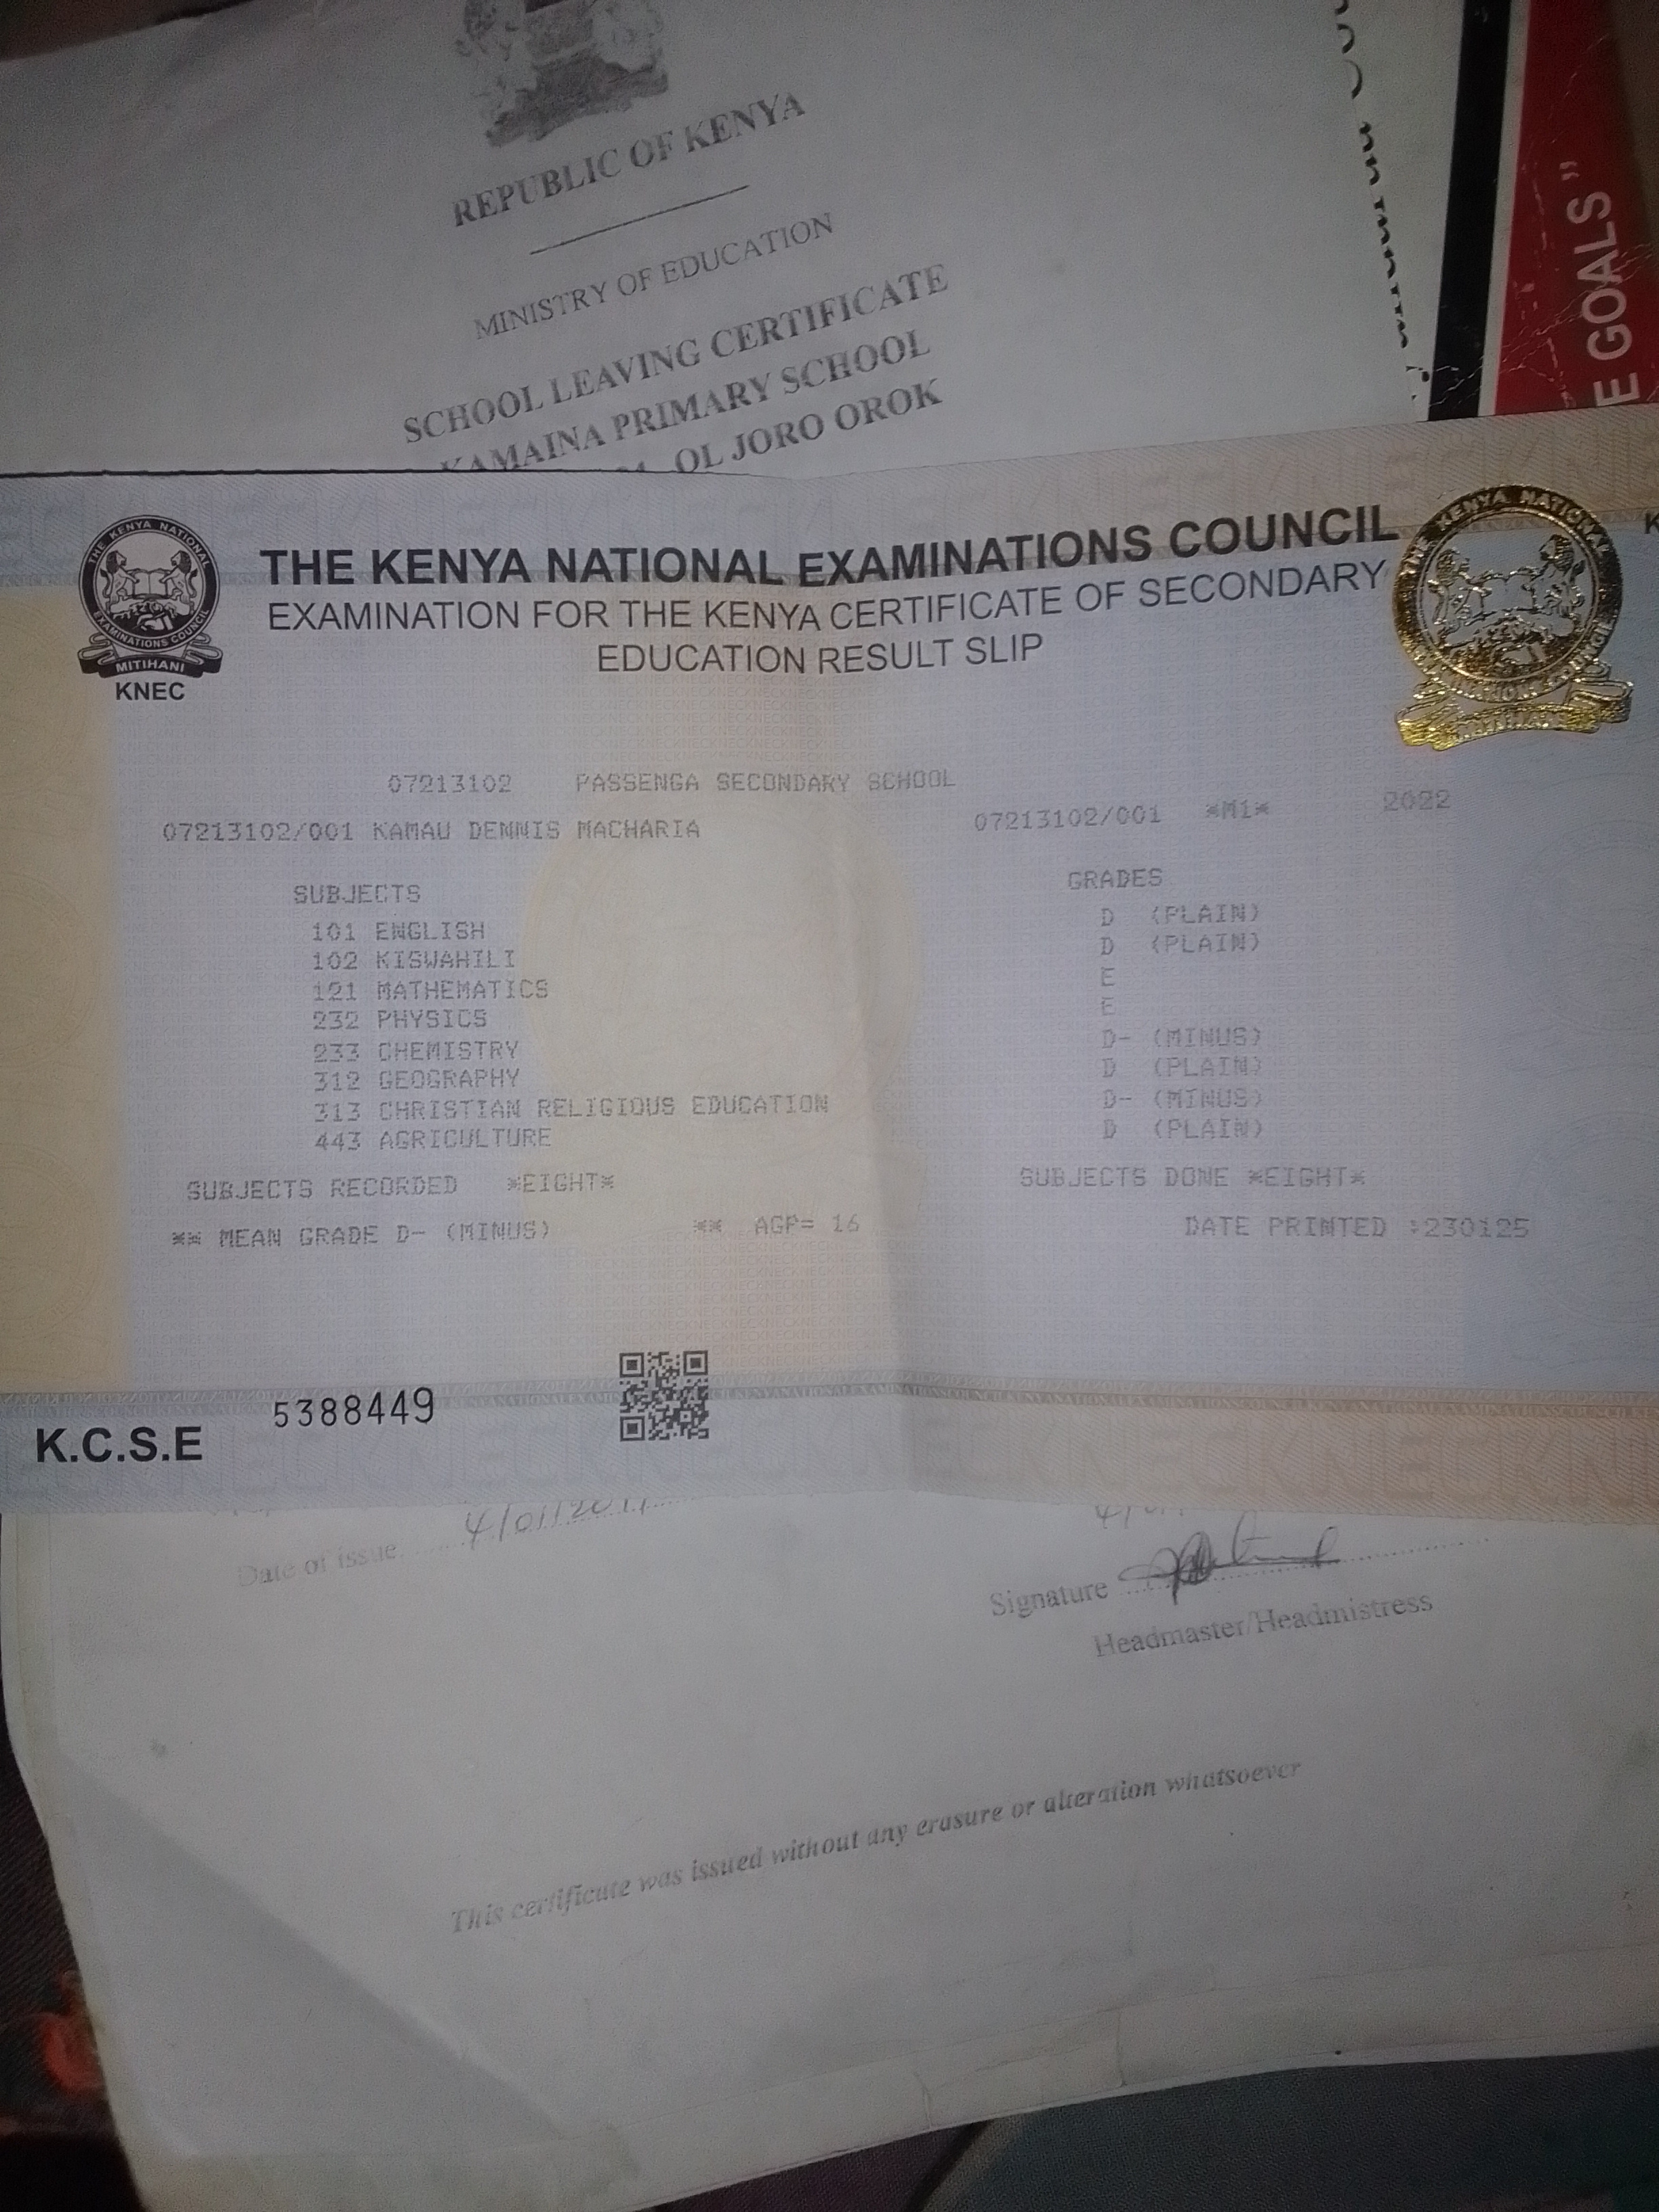 REPUBLIC OF KENYA
MINISTRY OF EDUCATION
SCHOOL LEAVING CERTIFICATE
KAMAINA PRIMARY SCHOOL
OL JORO OROK
E GOALS"
THE KENYA NATIONAL EXAMINATIONS COUNCIL
MITIHANI
KNEC
THE KENYA NATIONAL EXAMINATIONS COUNCIL
EXAMINATION FOR THE KENYA CERTIFICATE OF SECONDARY
EDUCATION RESULT SLIP
07213102 PASSENGA SECONDARY SCHOOL
07213102/001 KAMAU DENNIS MACHARIA 07213102/001 *M1* 2022
SUBJECTS GRADES
101 ENGLISH D (PLAIN)
102 KISWAHILI D (PLAIN)
121 MATHEMATICS E
232 PHYSICS E
233 CHEMISTRY D- (MINUS)
312 GEOGRAPHY D (PLAIN)
313 CHRISTIAN RELIGIOUS EDUCATION D- (MINUS)
443 AGRICULTURE D (PLAIN)
SUBJECTS RECORDED *EIGHT* SUBJECTS DONE *EIGHT*
** MEAN GRADE D- (MINUS) ** AGP= 16 DATE PRINTED :230125
K.C.S.E 5388449
Date of issue
Signature
Headmaster/Headmistress
This certificate was issued without any erasure or alteration whatsoever